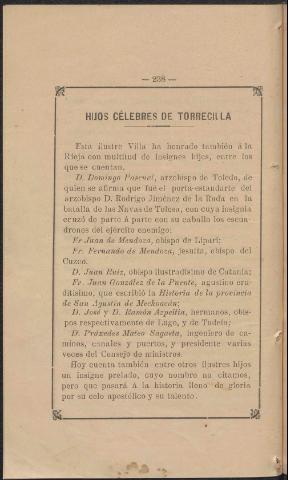 — 238 —
HIJOS CÉLEBRES DE TORRECILLA
Esta ilustre Villa ha honrado también á la
Rioja con multitud de insignes hijos, entre los
que se cuentan.
D. Domingo Pascual, arzobispo de Toledo, de
quien se afirma que fué el porta-estandarte del
arzobispo D. Rodrigo Jiménez de la Rada en la
batalla de las Navas de Tolosa, con cuya insignia
cruzó de parte á parte con su caballo los escua-
drones del ejército enemigo:
Fr Juan de Mendoza, obispo de Lipari;
Fr. Fernando de Mendoza, jesuita, obispo del
Cuzco.
D. Juan Ruiz, obispo ilustradísimo de Catania;
Fr. Juan González de la Puente, agustino eru-
ditísimo, que escribió la Historia de la provincia
de San Agustín de Mechoacán;
D. José y D. Ramón Azpeitia, hermanos, obis-
pos respectivamente de Lugo, y de Tudela;
D. Práxedes Mateo Sagasta, ingeniero de ca-
minos, canales y puertos, y presidente varias
veces del Consejo de ministros.
Hoy cuenta también entre otros ilustres hijos
un insigne prelado, cuyo nombre no citamos,
pero que pasará á la historia lleno de gloria
por su celo apostólico y su talento.